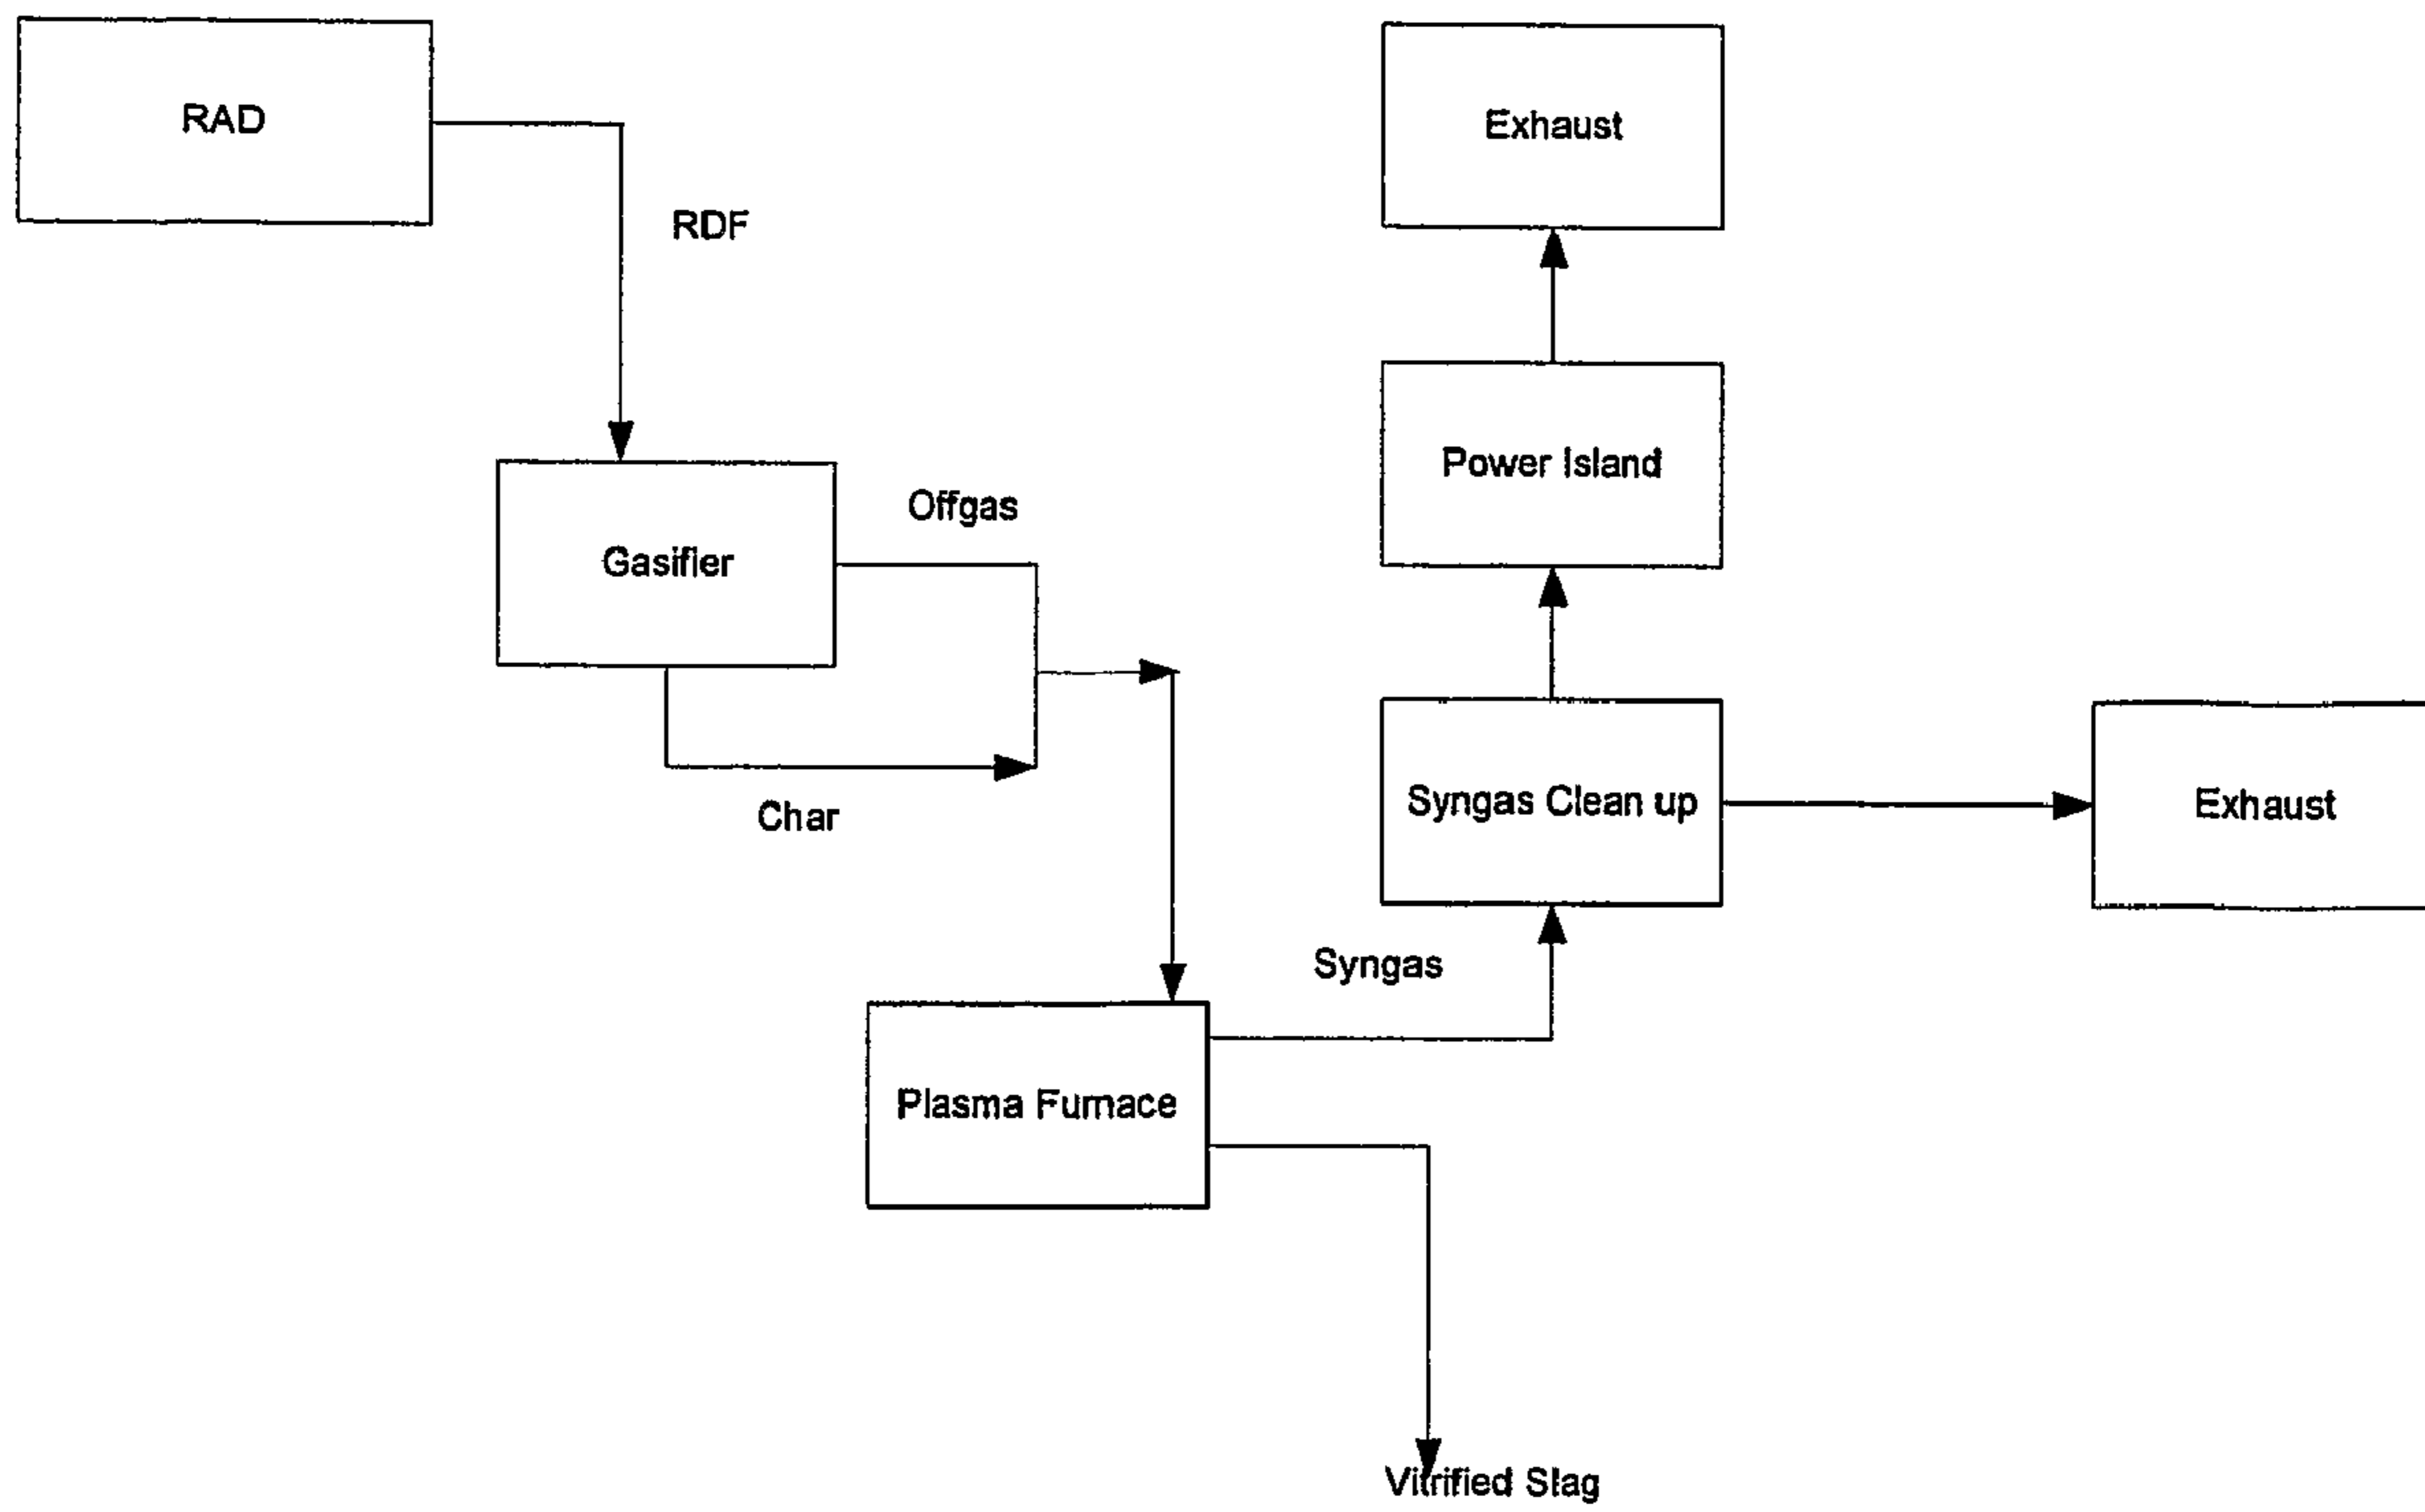 RAD
Exhaust
RDF
Power Island
Offgas
Gasifier
Char
Syngas Clean up
Exhaust
Syngas
Plasma Furnace
Vitrified Slag